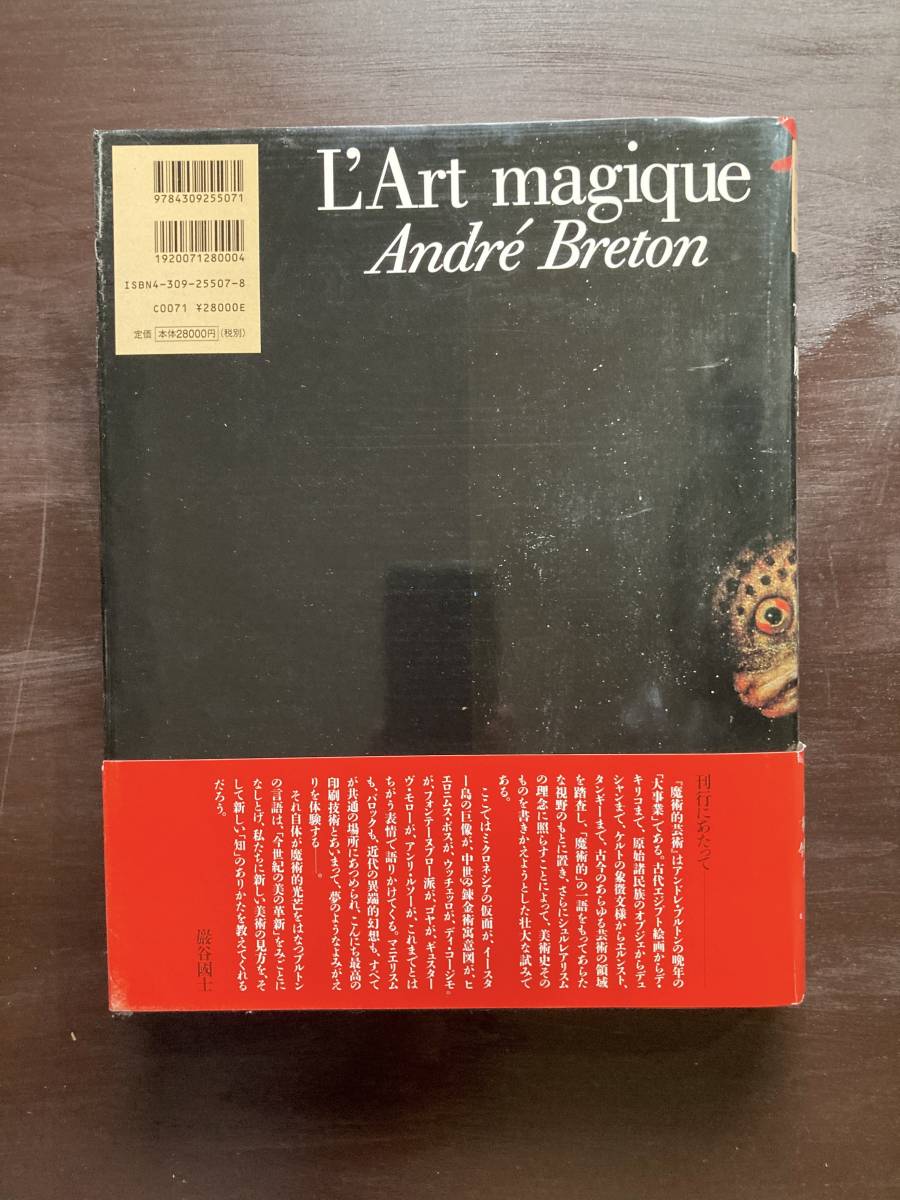 9784309255071
1920071280004
ISBN4-309-25507-8
C0071 ¥28000E
定価 本体28000円 (税別)
L'Art magique
André Breton
刊行にあたって
『魔術的芸術』はアンドレ・ブルトンの晩年の
「大事業」である。古代エジプト絵画からデ・
キリコまで、原始諸民族のオブジェからデュ
シャンまで、ケルトの象徴文様からエルンスト、
タンギーまで、古今のあらゆる芸術の領域
を踏査し、「魔術的」の一語をもってあらた
な視野のもとに置き、さらにシュルレアリスム
の理念に照らすことによって、美術史その
ものを書きかえようとした壮大な試みで
ある。
ここではミクロネシアの仮面が、イースタ
ー島の巨像が、中世の錬金術寓意図が、ヒ
エロニムス・ボスが、ウッチェッロが、ディ・コージモ
が、フォンテーヌブロー派が、ゴヤが、ギュスター
ヴ・モローが、アンリ・ルソーが、これまでとは
ちがう表情で語りかけてくる。マニエリスム
も、バロックも、近代の異端的幻想も、すべて
が共通の場所にあつめられ、こんにち最高の
印刷技術とあいまって、夢のようなよみがえ
りを体験する——。
それ自体が魔術的光芒をはなつブルトン
の言語は、「今世紀の美の革新」をみごとに
なしとげ、私たちに新しい美術の見方を、そ
して新しい「知」のありかたを教えてくれる
だろう。
巖谷國士